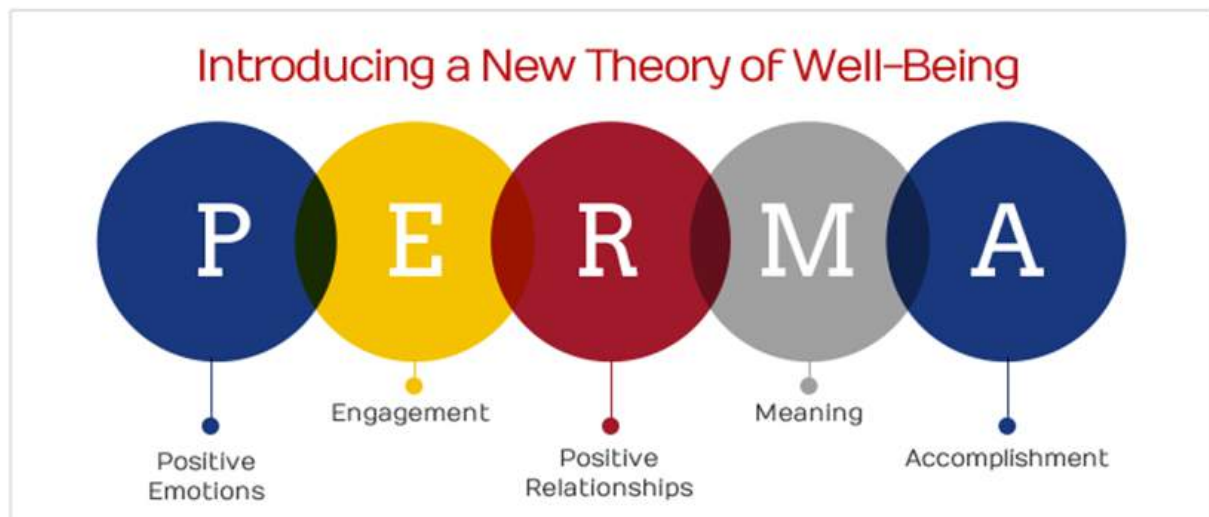 Introducing a New Theory of Well-Being
P E R M A
Positive
Emotions
Engagement
Positive
Relationships
Meaning
Accomplishment